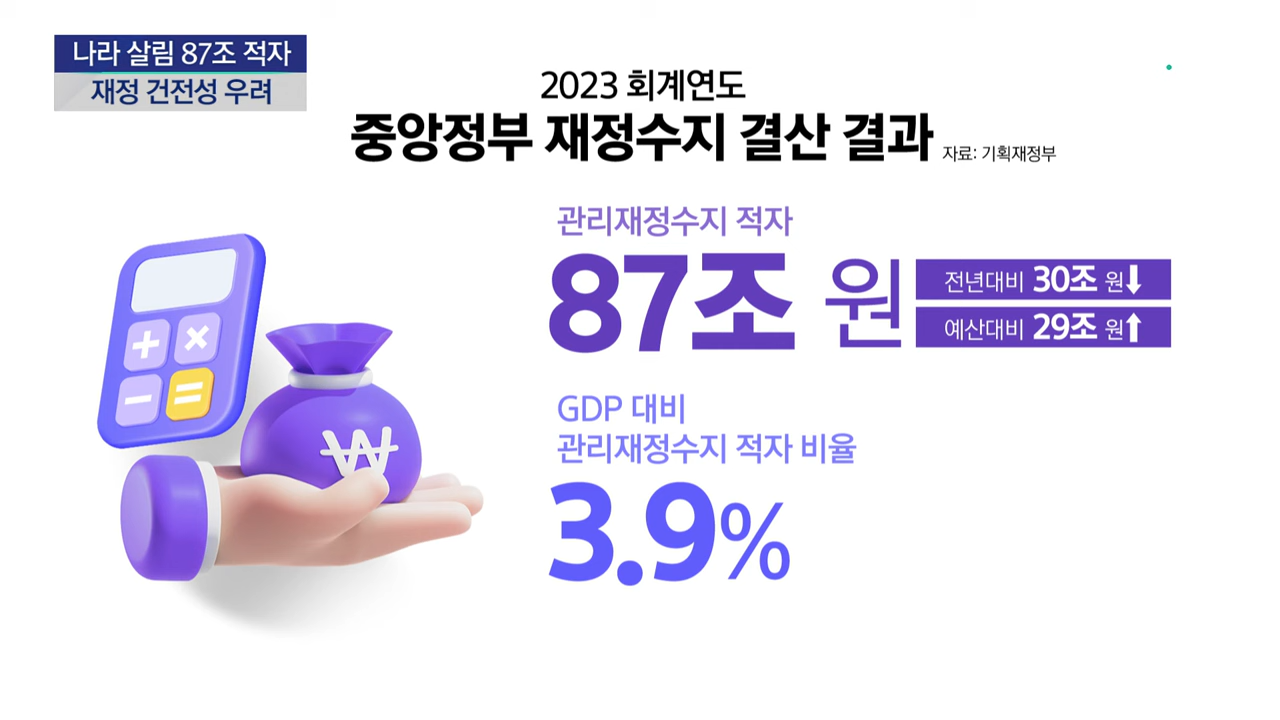 나라 살림 87조 적자
재정 건전성 우려
2023 회계연도
중앙정부 재정수지 결산 결과
자료: 기획재정부
관리재정수지 적자
87조 원
전년대비 30조 원⬇
예산대비 29조 원⬆
GDP 대비
관리재정수지 적자 비율
3.9%
₩